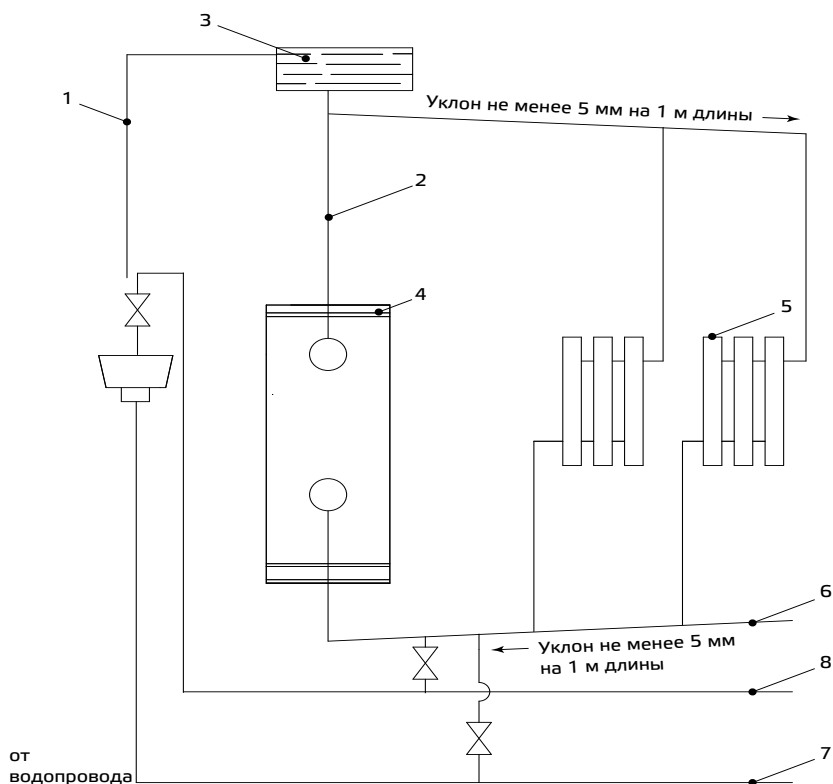 3
1
Уклон не менее 5 мм на 1 м длины
2
4
5
6
Уклон не менее 5 мм
на 1 м длины
8
от
водопровода
7